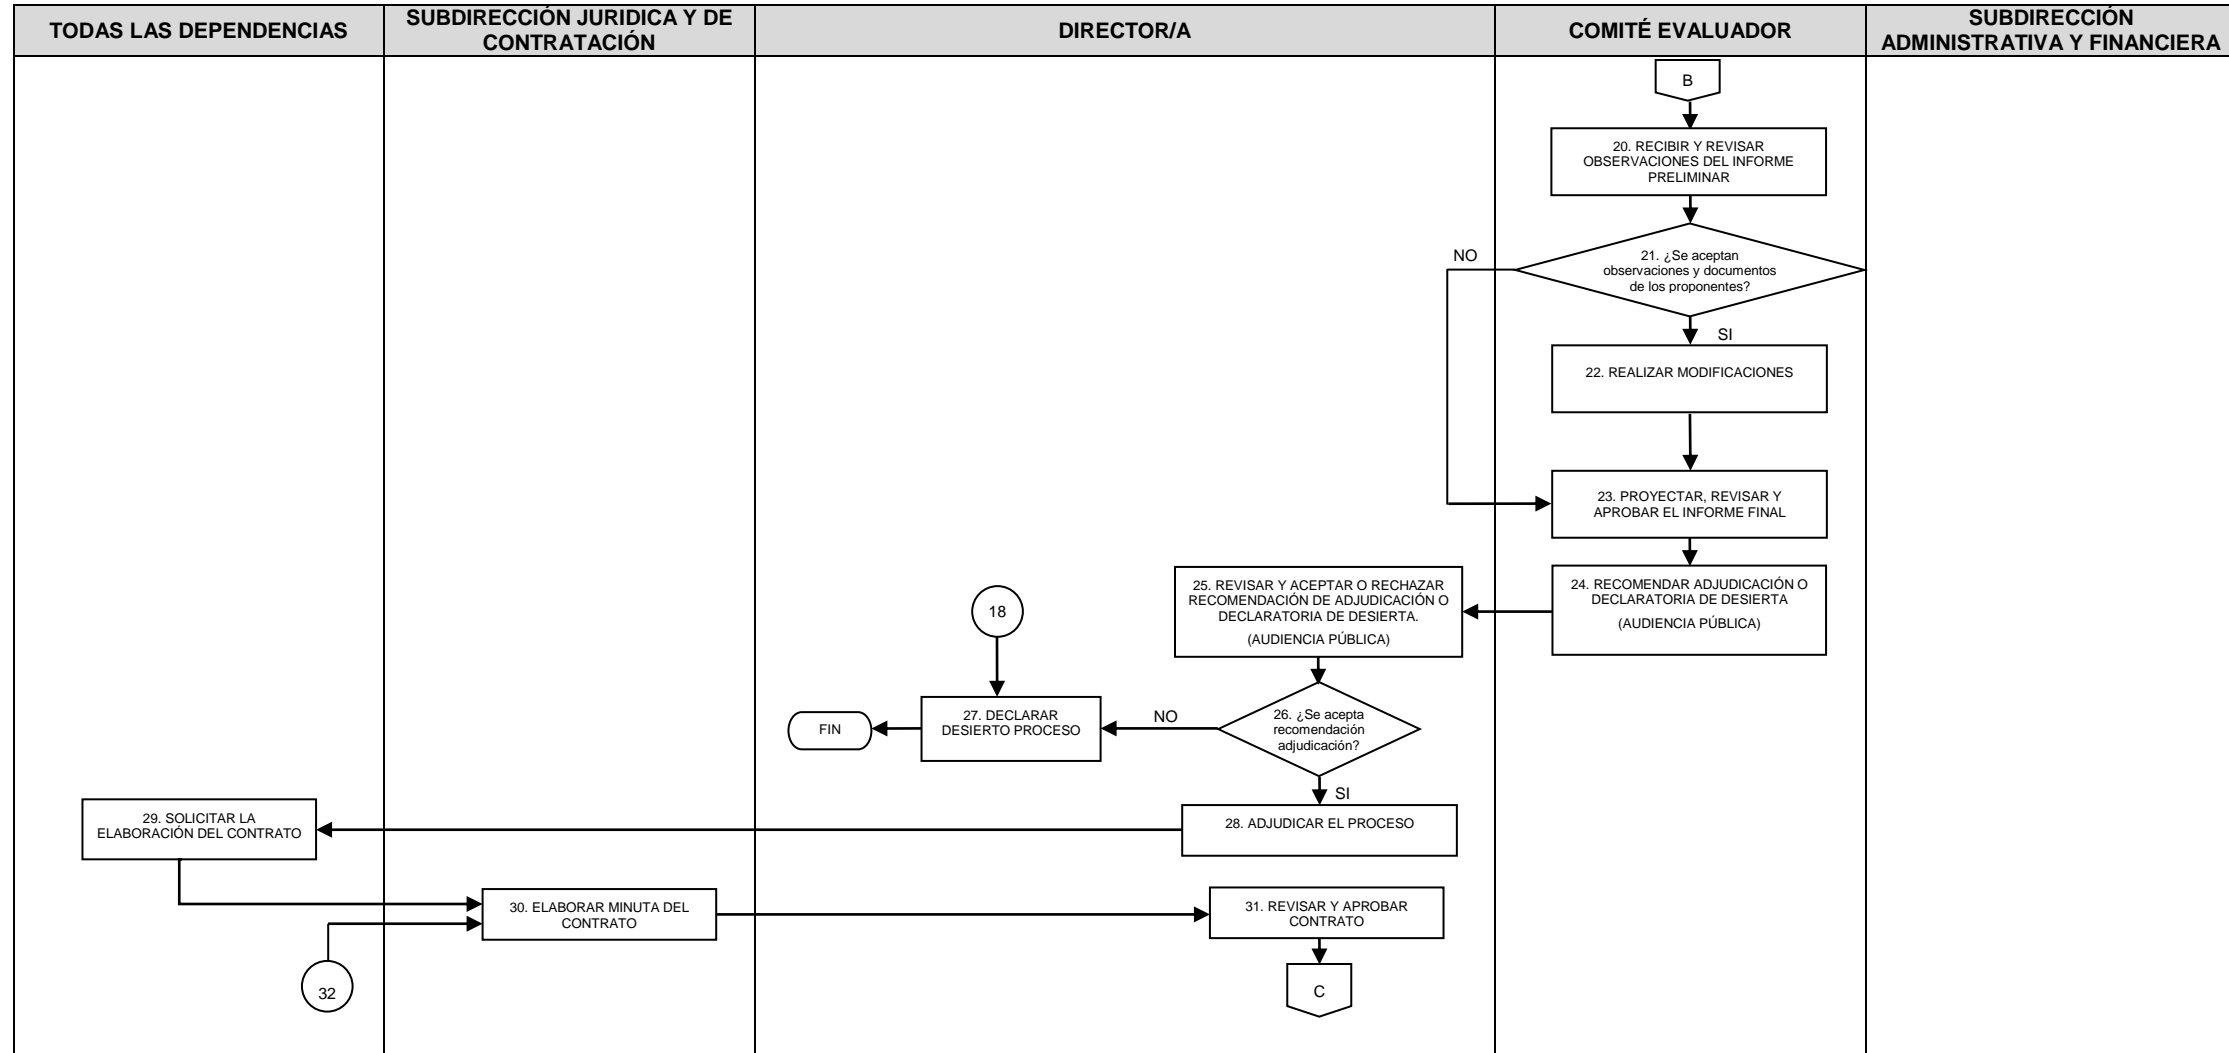 TODAS LAS DEPENDENCIAS
SUBDIRECCIÓN JURIDICA Y DE
CONTRATACIÓN
DIRECTOR/A
COMITÉ EVALUADOR
SUBDIRECCIÓN
ADMINISTRATIVA Y FINANCIERA
B
20. RECIBIR Y REVISAR
OBSERVACIONES DEL INFORME
PRELIMINAR
NO
21. ¿Se aceptan
observaciones y documentos
de los proponentes?
SI
22. REALIZAR MODIFICACIONES
23. PROYECTAR, REVISAR Y
APROBAR EL INFORME FINAL
24. RECOMENDAR ADJUDICACIÓN O
DECLARATORIA DE DESIERTA
(AUDIENCIA PÚBLICA)
25. REVISAR Y ACEPTAR O RECHAZAR
RECOMENDACIÓN DE ADJUDICACIÓN O
DECLARATORIA DE DESIERTA.
(AUDIENCIA PÚBLICA)
18
26. ¿Se acepta
recomendación
adjudicación?
NO
27. DECLARAR
DESIERTO PROCESO
FIN
SI
28. ADJUDICAR EL PROCESO
29. SOLICITAR LA
ELABORACIÓN DEL CONTRATO
30. ELABORAR MINUTA DEL
CONTRATO
31. REVISAR Y APROBAR
CONTRATO
32
C